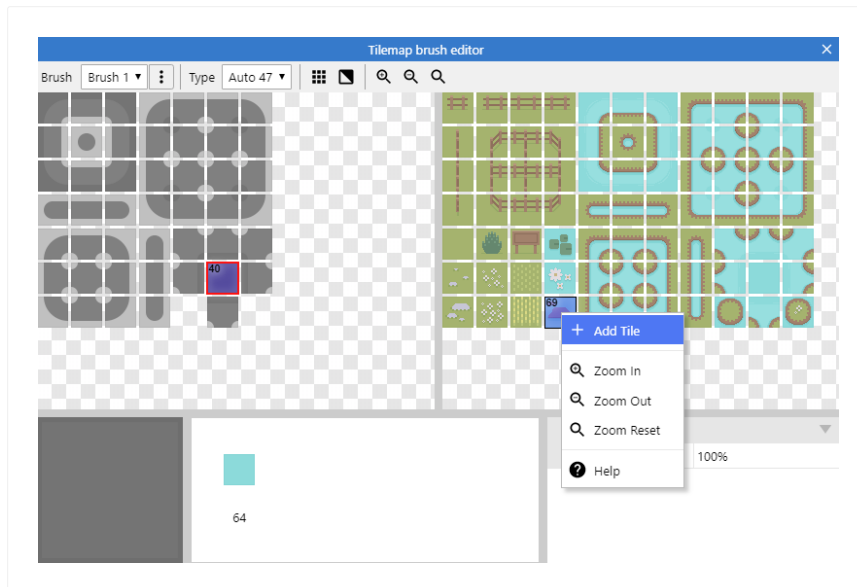 Tilemap brush editor
Brush Brush 1 Type Auto 47
40
69
Add Tile
Zoom In
Zoom Out
Zoom Reset
Help
100%
64